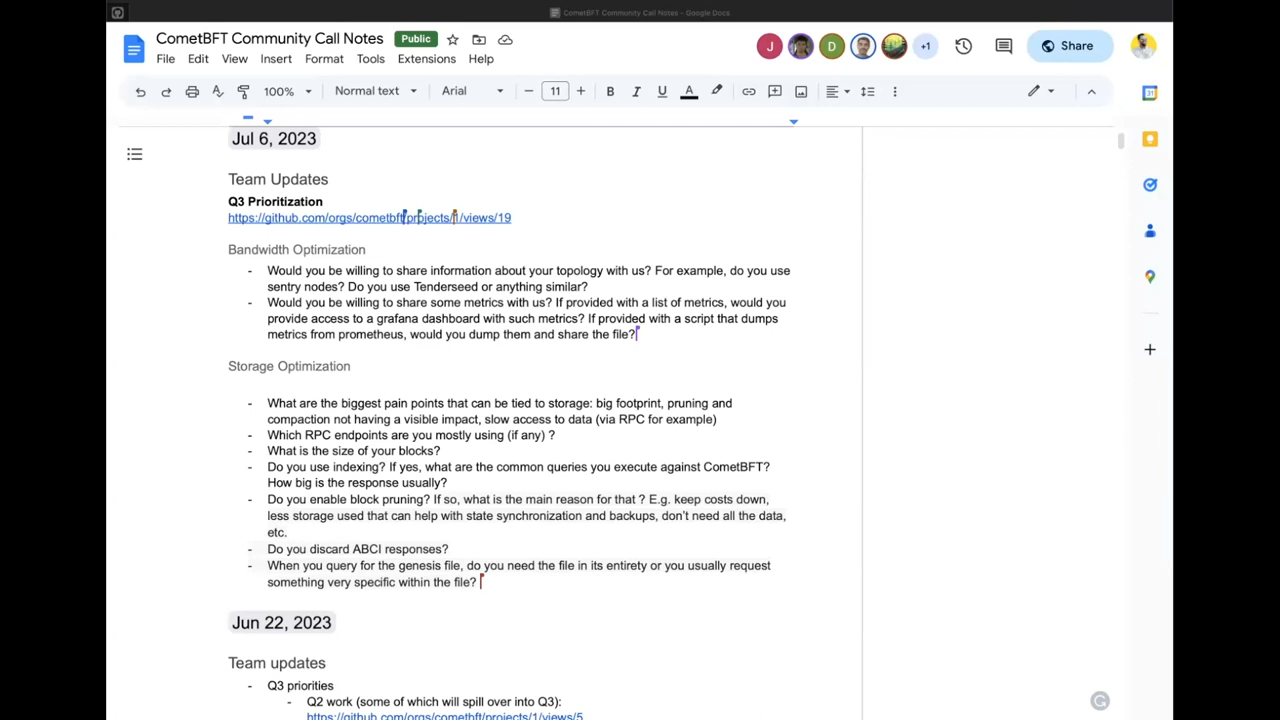 CometBFT Community Call Notes - Google Docs
CometBFT Community Call Notes Public
J D +1 Share
File Edit View Insert Format Tools Extensions Help
100% Normal text Arial 11 B I U A
31
Jul 6, 2023
Team Updates
Q3 Prioritization
https://github.com/orgs/cometbft/projects/1/views/19
Bandwidth Optimization
- Would you be willing to share information about your topology with us? For example, do you use
sentry nodes? Do you use Tenderseed or anything similar?
- Would you be willing to share some metrics with us? If provided with a list of metrics, would you
provide access to a grafana dashboard with such metrics? If provided with a script that dumps
metrics from prometheus, would you dump them and share the file?
Storage Optimization
- What are the biggest pain points that can be tied to storage: big footprint, pruning and
compaction not having a visible impact, slow access to data (via RPC for example)
- Which RPC endpoints are you mostly using (if any) ?
- What is the size of your blocks?
- Do you use indexing? If yes, what are the common queries you execute against CometBFT?
How big is the response usually?
- Do you enable block pruning? If so, what is the main reason for that ? E.g. keep costs down,
less storage used that can help with state synchronization and backups, don't need all the data,
etc.
- Do you discard ABCI responses?
- When you query for the genesis file, do you need the file in its entirety or you usually request
something very specific within the file?
Jun 22, 2023
Team updates
- Q3 priorities
- Q2 work (some of which will spill over into Q3):
https://github.com/orgs/cometbft/projects/1/views/5